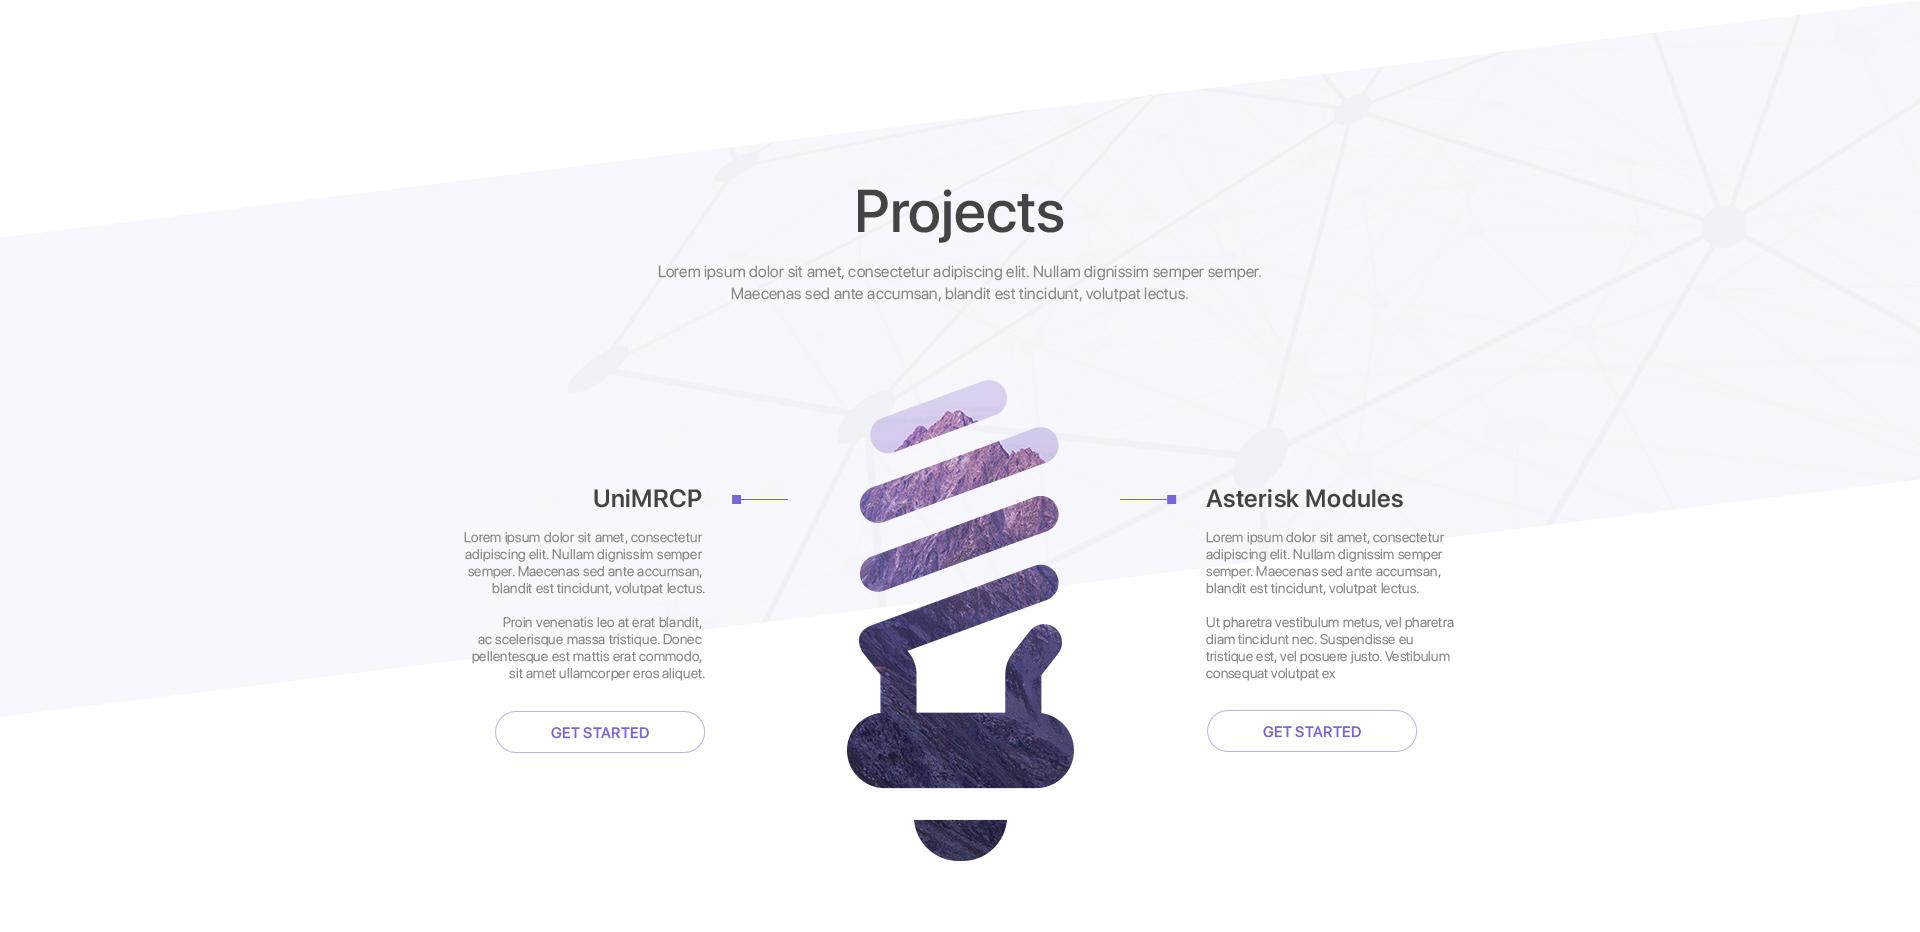 Projects
Lorem ipsum dolor sit amet, consectetur adipiscing elit. Nullam dignissim semper semper.
Maecenas sed ante accumsan, blandit est tincidunt, volutpat lectus.
UniMRCP
Lorem ipsum dolor sit amet, consectetur
adipiscing elit. Nullam dignissim semper
semper. Maecenas sed ante accumsan,
blandit est tincidunt, volutpat lectus.
Proin venenatis leo at erat blandit,
ac scelerisque massa tristique. Donec
pellentesque est mattis erat commodo,
sit amet ullamcorper eros aliquet.
GET STARTED
Asterisk Modules
Lorem ipsum dolor sit amet, consectetur
adipiscing elit. Nullam dignissim semper
semper. Maecenas sed ante accumsan,
blandit est tincidunt, volutpat lectus.
Ut pharetra vestibulum metus, vel pharetra
diam tincidunt nec. Suspendisse eu
tristique est, vel posuere justo. Vestibulum
consequat volutpat ex
GET STARTED